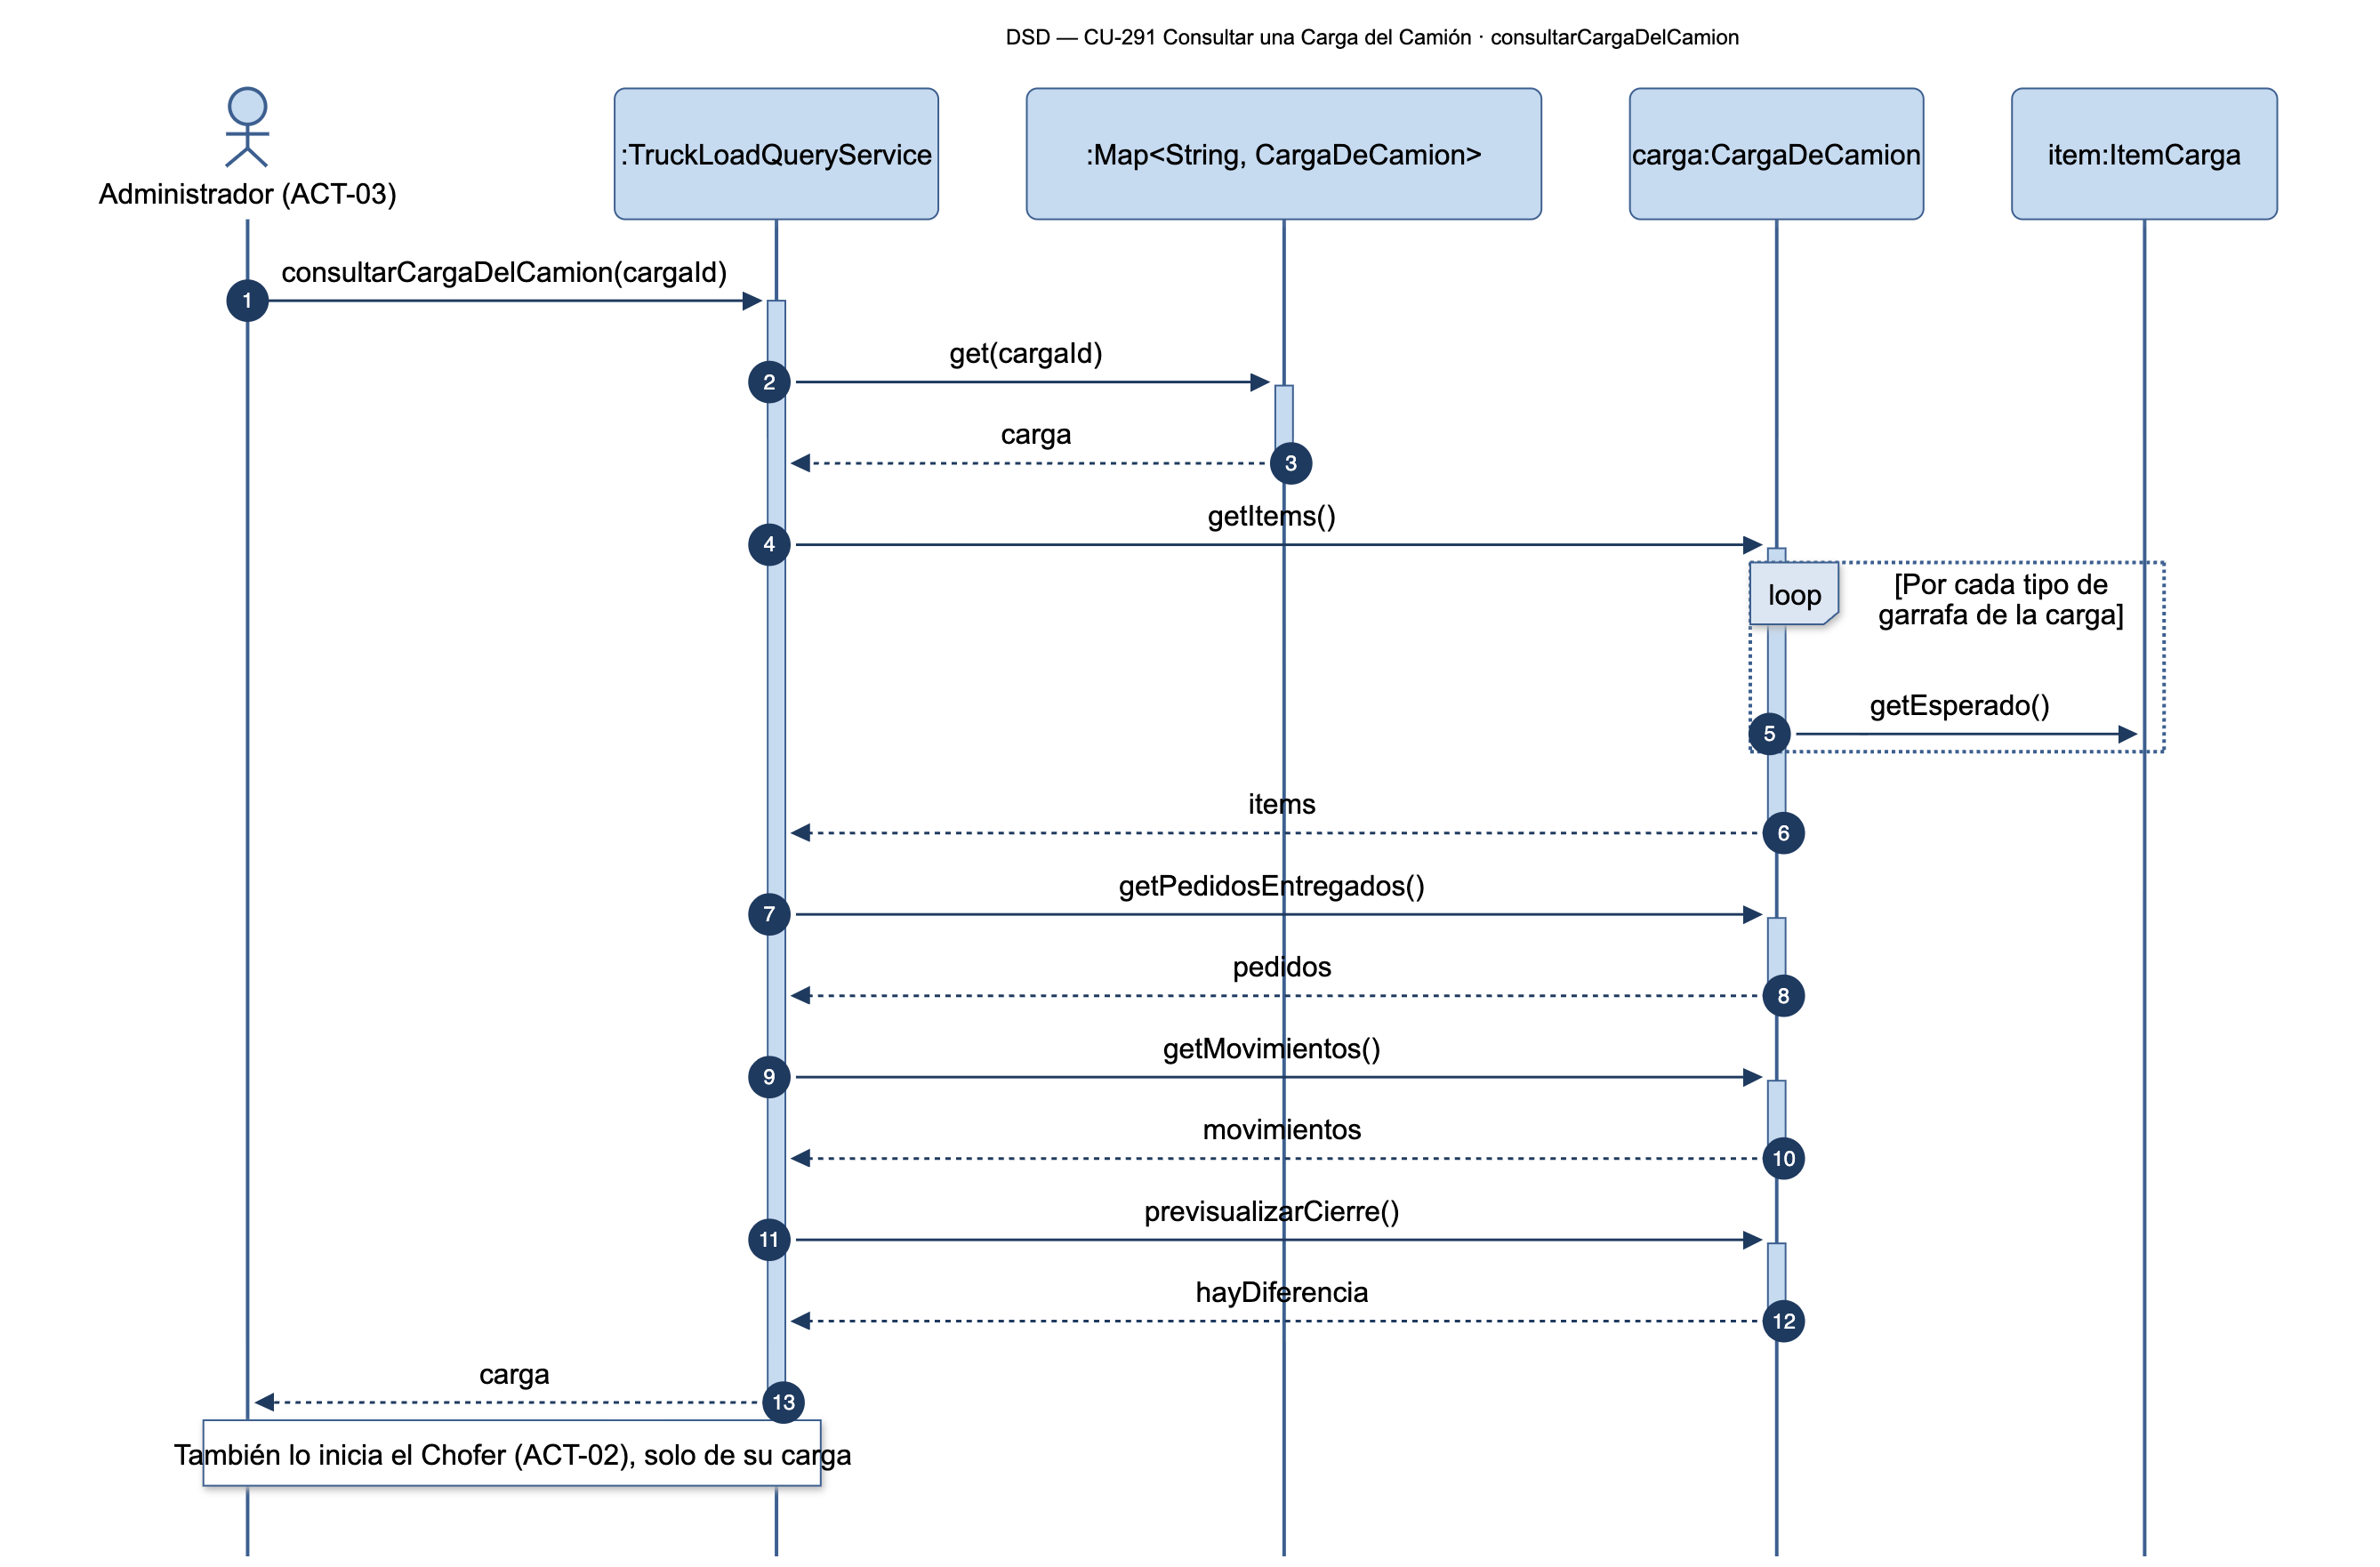 DSD — CU-291 Consultar una Carga del Camión · consultarCargaDelCamion
Administrador (ACT-03)
:TruckLoadQueryService
:Map<String, CargaDeCamion>
carga:CargaDeCamion
item:ItemCarga
1
consultarCargaDelCamion(cargaId)
2
get(cargaId)
carga
3
4
getItems()
loop
[Por cada tipo de
garrafa de la carga]
5
getEsperado()
items
6
7
getPedidosEntregados()
pedidos
8
9
getMovimientos()
movimientos
10
11
previsualizarCierre()
hayDiferencia
12
carga
13
También lo inicia el Chofer (ACT-02), solo de su carga